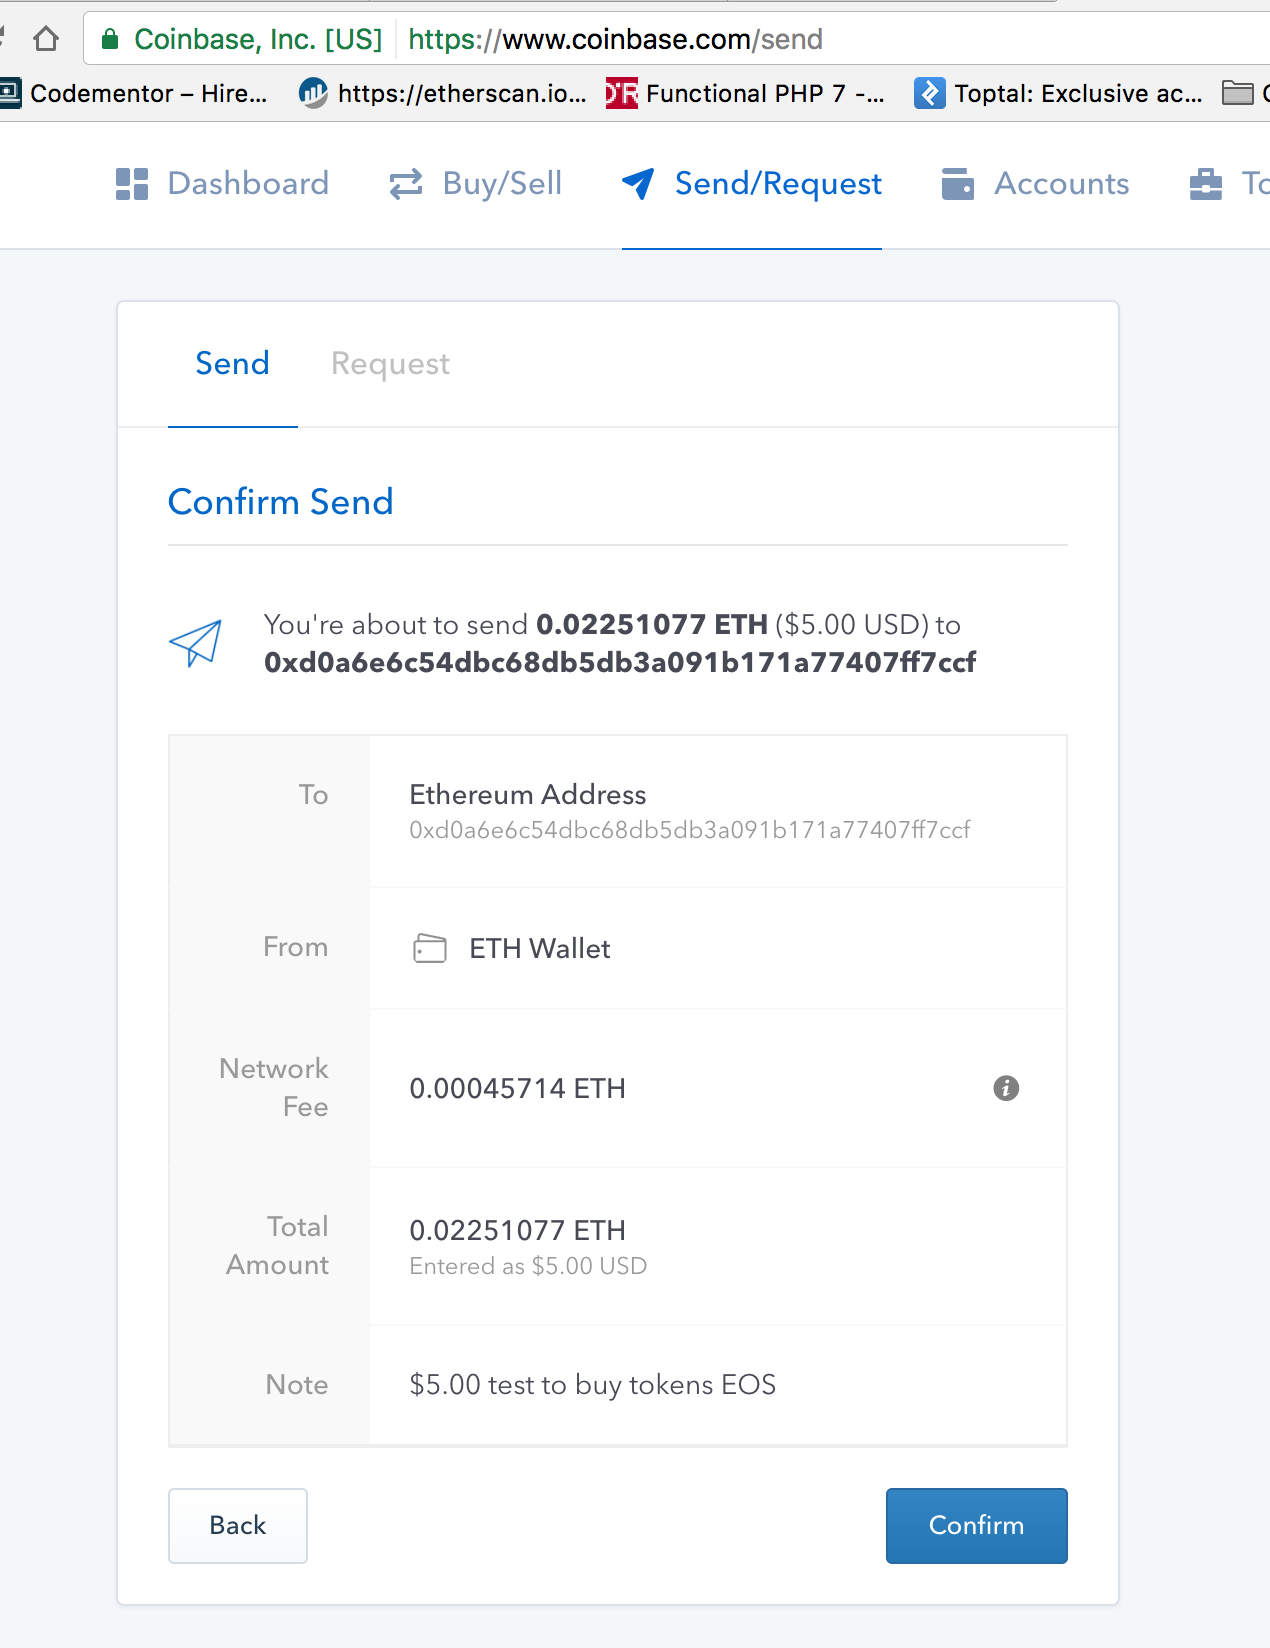 Coinbase, Inc. [US] https://www.coinbase.com/send
Codementor – Hire... https://etherscan.io... Functional PHP 7 -... Toptal: Exclusive ac...
Dashboard Buy/Sell Send/Request Accounts
Send Request
Confirm Send
You're about to send 0.02251077 ETH ($5.00 USD) to
0xd0a6e6c54dbc68db5db3a091b171a77407ff7ccf
To Ethereum Address
0xd0a6e6c54dbc68db5db3a091b171a77407ff7ccf
From ETH Wallet
Network
Fee
0.00045714 ETH
Total
Amount
0.02251077 ETH
Entered as $5.00 USD
Note $5.00 test to buy tokens EOS
Back Confirm